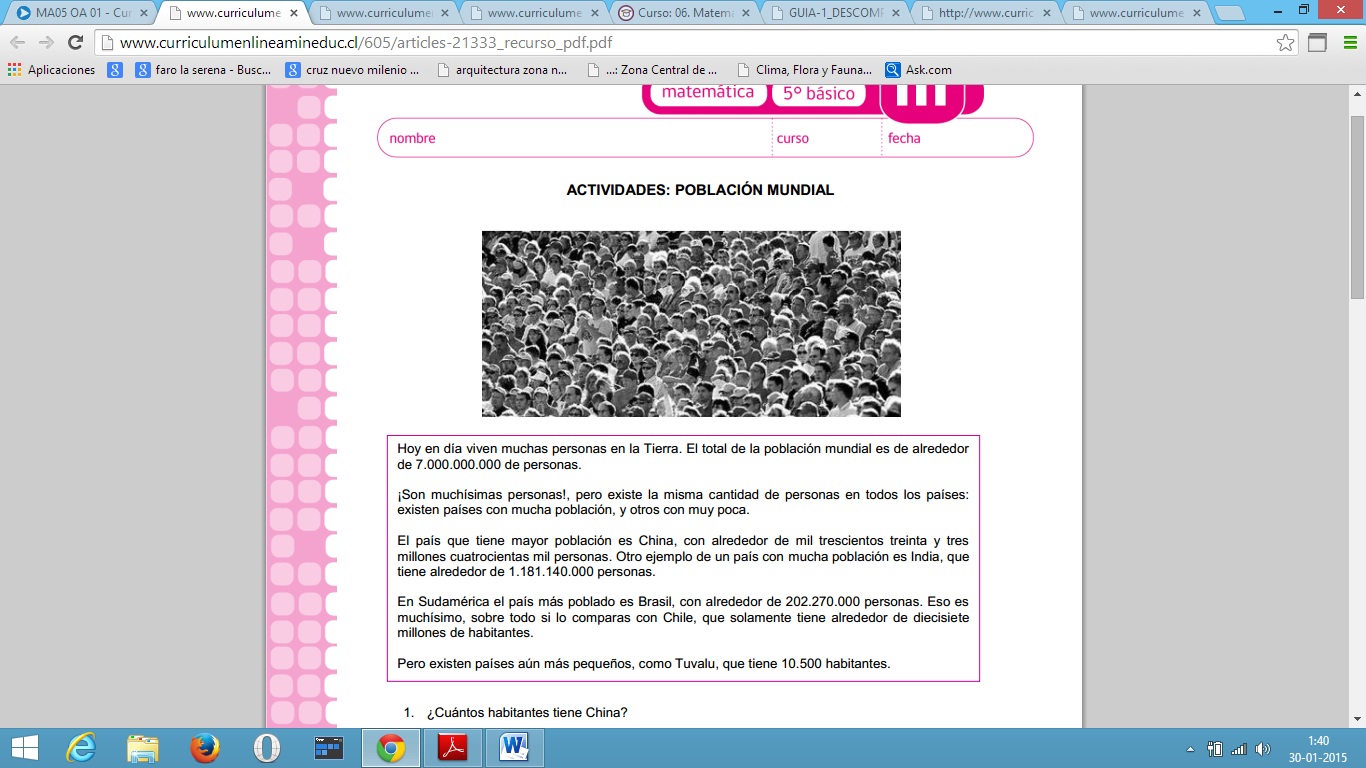 MA05 OA 01 - Cur
www.curriculume
www.curriculumen
www.curriculume
Curso: 06. Matema
GUIA-1_DESCOMP
http://www.curric
www.curriculume
www.curriculumenlineamineduc.cl/605/articles-21333_recurso_pdf.pdf
Aplicaciones
faro la serena - Busc...
cruz nuevo milenio ...
arquitectura zona n...
...: Zona Central de ...
Clima, Flora y Fauna...
Ask.com
matemática
5º básico
nombre
curso
fecha
ACTIVIDADES: POBLACIÓN MUNDIAL
Hoy en día viven muchas personas en la Tierra. El total de la población mundial es de alrededor
de 7.000.000.000 de personas.
¡Son muchísimas personas!, pero existe la misma cantidad de personas en todos los países:
existen países con mucha población, y otros con muy poca.
El país que tiene mayor población es China, con alrededor de mil trescientos treinta y tres
millones cuatrocientas mil personas. Otro ejemplo de un país con mucha población es India, que
tiene alrededor de 1.181.140.000 personas.
En Sudamérica el país más poblado es Brasil, con alrededor de 202.270.000 personas. Eso es
muchísimo, sobre todo si lo comparas con Chile, que solamente tiene alrededor de diecisiete
millones de habitantes.
Pero existen países aún más pequeños, como Tuvalu, que tiene 10.500 habitantes.
1. ¿Cuántos habitantes tiene China?
1:40
30-01-2015